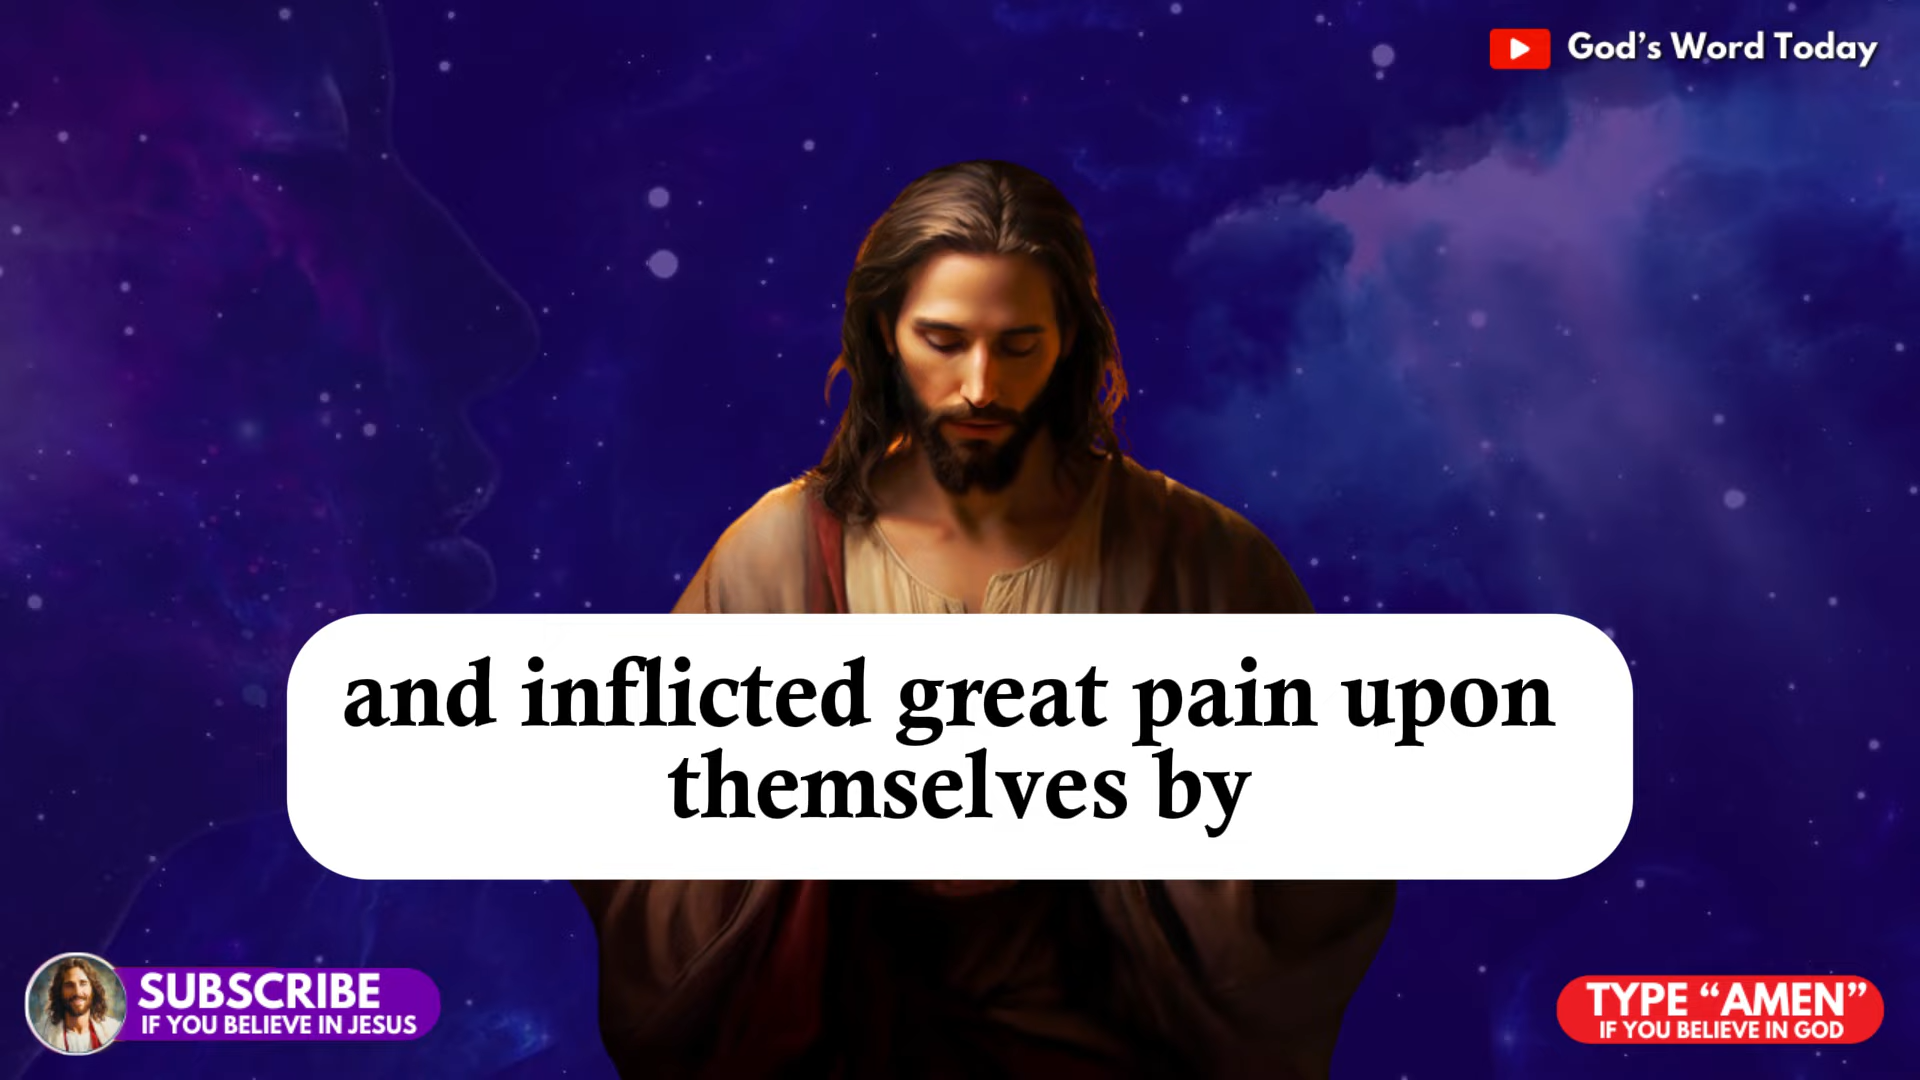 God’s Word Today
and inflicted great pain upon
themselves by
SUBSCRIBE
IF YOU BELIEVE IN JESUS
TYPE “AMEN”
IF YOU BELIEVE IN GOD